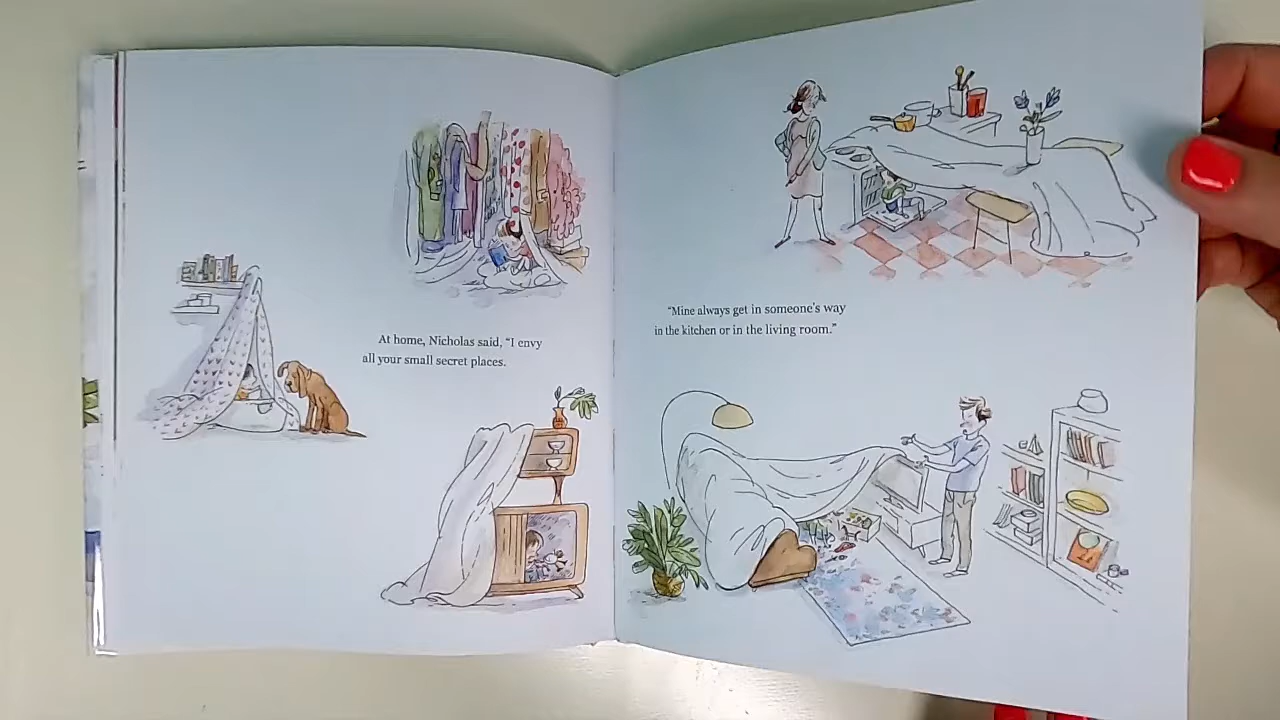 At home, Nicholas said, “I envy
all your small secret places.
“Mine always get in someone’s way
in the kitchen or in the living room.”